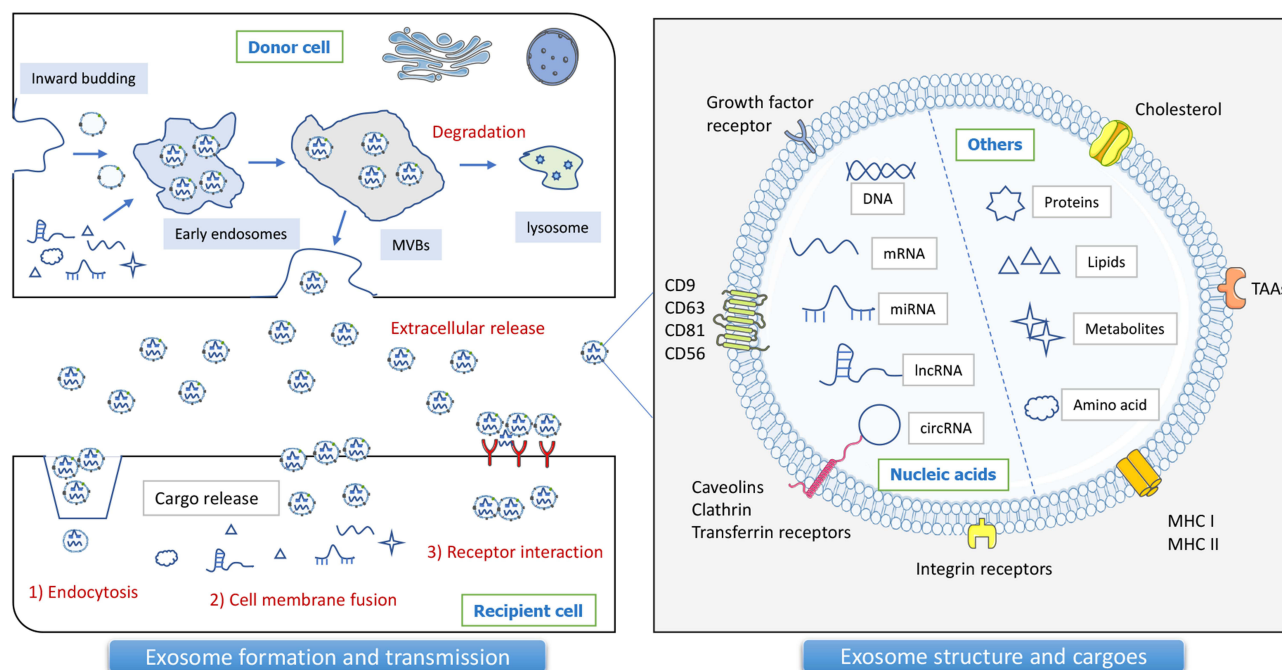 Donor cell
Inward budding
Degradation
Early endosomes
MVBs
lysosome
Extracellular release
Cargo release
1) Endocytosis
2) Cell membrane fusion
3) Receptor interaction
Recipient cell
Exosome formation and transmission
Growth factor
receptor
Cholesterol
Others
DNA
Proteins
mRNA
Lipids
CD9
CD63
CD81
CD56
TAAs
miRNA
Metabolites
lncRNA
Amino acid
circRNA
Nucleic acids
Caveolins
Clathrin
Transferrin receptors
MHC I
MHC II
Integrin receptors
Exosome structure and cargoes